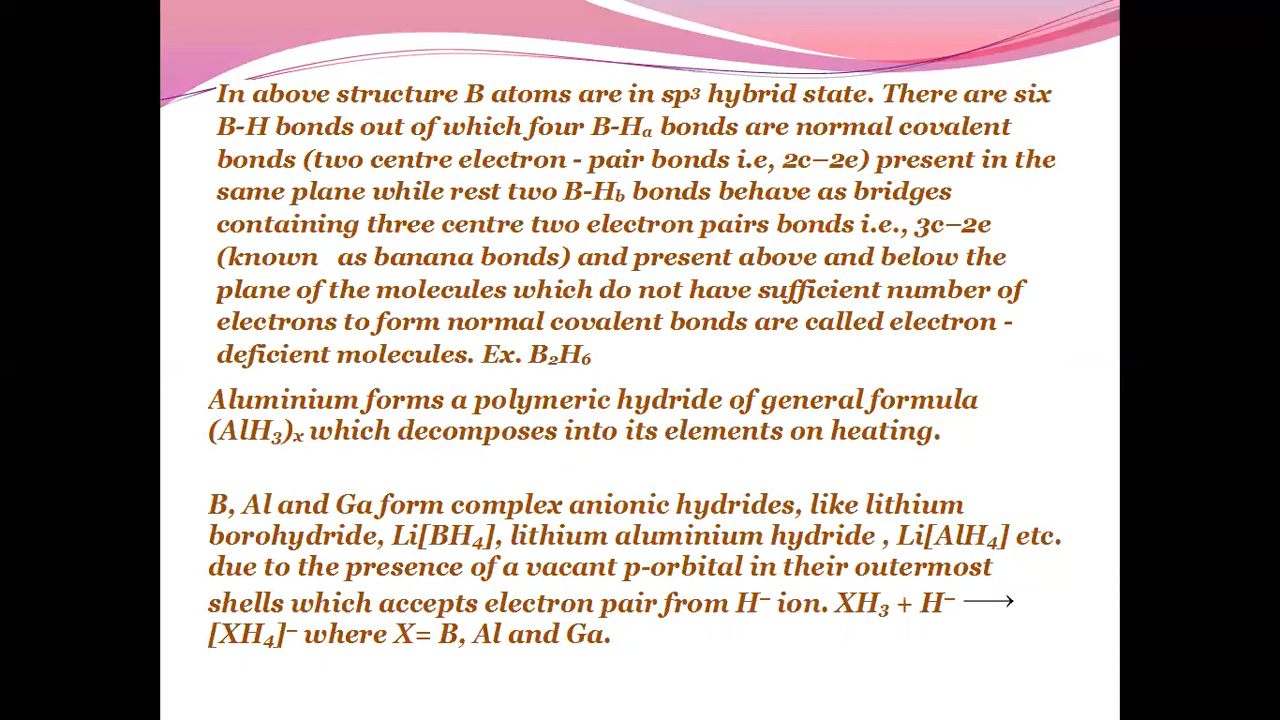 In above structure B atoms are in sp³ hybrid state. There are six
B-H bonds out of which four B-Hₐ bonds are normal covalent
bonds (two centre electron - pair bonds i.e, 2c–2e) present in the
same plane while rest two B-H_b bonds behave as bridges
containing three centre two electron pairs bonds i.e., 3c–2e
(known as banana bonds) and present above and below the
plane of the molecules which do not have sufficient number of
electrons to form normal covalent bonds are called electron -
deficient molecules. Ex. B₂H₆
Aluminium forms a polymeric hydride of general formula
(AlH₃)ₓ which decomposes into its elements on heating.
B, Al and Ga form complex anionic hydrides, like lithium
borohydride, Li[BH₄], lithium aluminium hydride , Li[AlH₄] etc.
due to the presence of a vacant p-orbital in their outermost
shells which accepts electron pair from H⁻ ion. XH₃ + H⁻ ⟶
[XH₄]⁻ where X= B, Al and Ga.